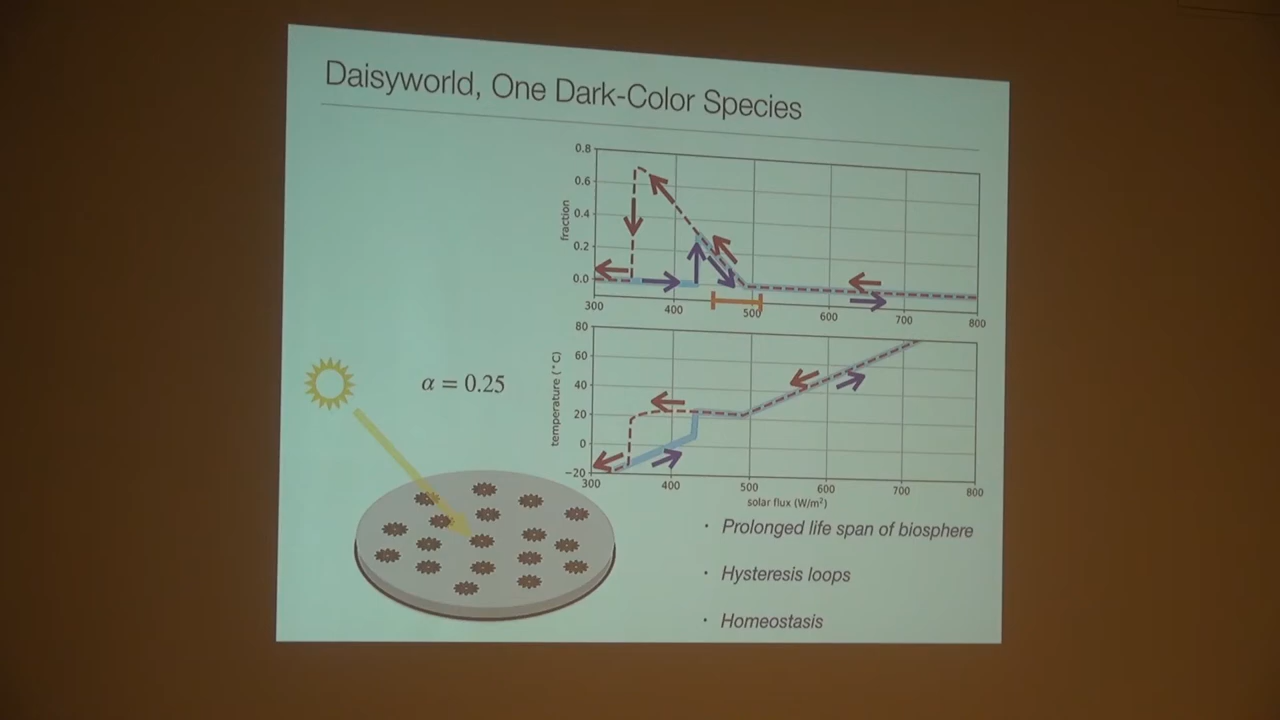 Daisyworld, One Dark-Color Species
0.8
0.6
0.4
0.2
0.0
fraction
300 400 500 600 700 800
α = 0.25
80
60
40
20
0
−20
temperature (°C)
300 400 500 600 700 800
solar flux (W/m²)
· Prolonged life span of biosphere
· Hysteresis loops
· Homeostasis